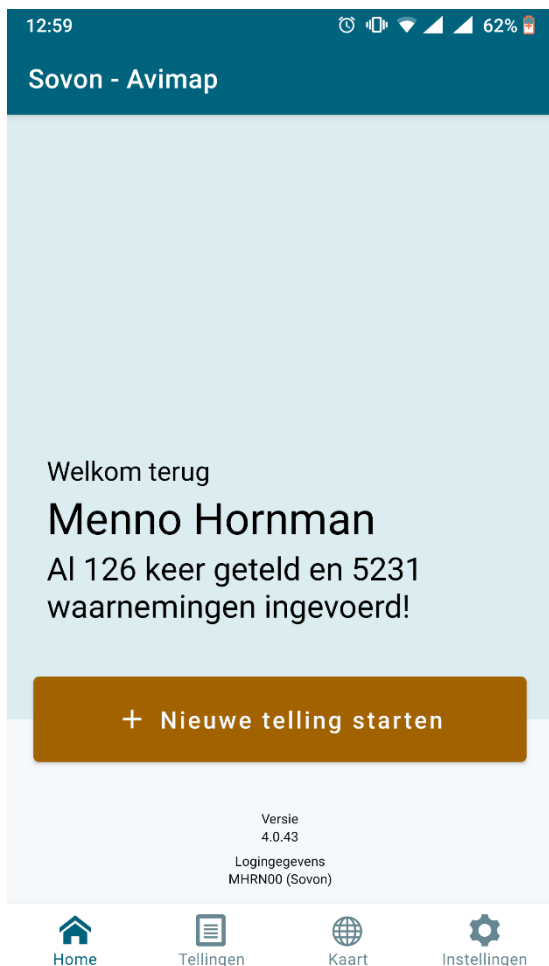 12:59
62%
Sovon - Avimap
Welkom terug
Menno Hornman
Al 126 keer geteld en 5231
waarnemingen ingevoerd!
+ Nieuwe telling starten
Versie
4.0.43
Logingegevens
MHRN00 (Sovon)
Home
Tellingen
Kaart
Instellingen